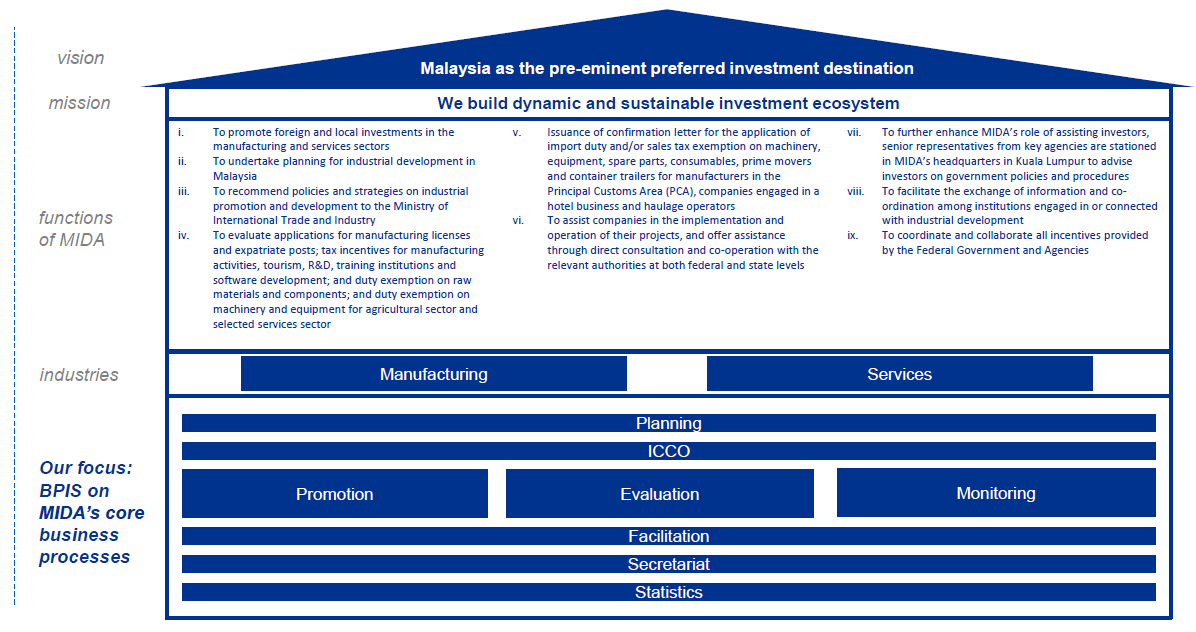 vision
Malaysia as the pre-eminent preferred investment destination
mission
We build dynamic and sustainable investment ecosystem
functions
of MIDA
i. To promote foreign and local investments in the
manufacturing and services sectors
ii. To undertake planning for industrial development in
Malaysia
iii. To recommend policies and strategies on industrial
promotion and development to the Ministry of
International Trade and Industry
iv. To evaluate applications for manufacturing licenses
and expatriate posts; tax incentives for manufacturing
activities, tourism, R&D, training institutions and
software development; and duty exemption on raw
materials and components; and duty exemption on
machinery and equipment for agricultural sector and
selected services sector
v. Issuance of confirmation letter for the application of
import duty and/or sales tax exemption on machinery,
equipment, spare parts, consumables, prime movers
and container trailers for manufacturers in the
Principal Customs Area (PCA), companies engaged in a
hotel business and haulage operators
vi. To assist companies in the implementation and
operation of their projects, and offer assistance
through direct consultation and co-operation with the
relevant authorities at both federal and state levels
vii. To further enhance MIDA's role of assisting investors,
senior representatives from key agencies are stationed
in MIDA's headquarters in Kuala Lumpur to advise
investors on government policies and procedures
viii. To facilitate the exchange of information and co-
ordination among institutions engaged in or connected
with industrial development
ix. To coordinate and collaborate all incentives provided
by the Federal Government and Agencies
industries
Manufacturing
Services
Our focus:
BPIS on
MIDA's core
business
processes
Planning
ICCO
Promotion
Evaluation
Monitoring
Facilitation
Secretariat
Statistics